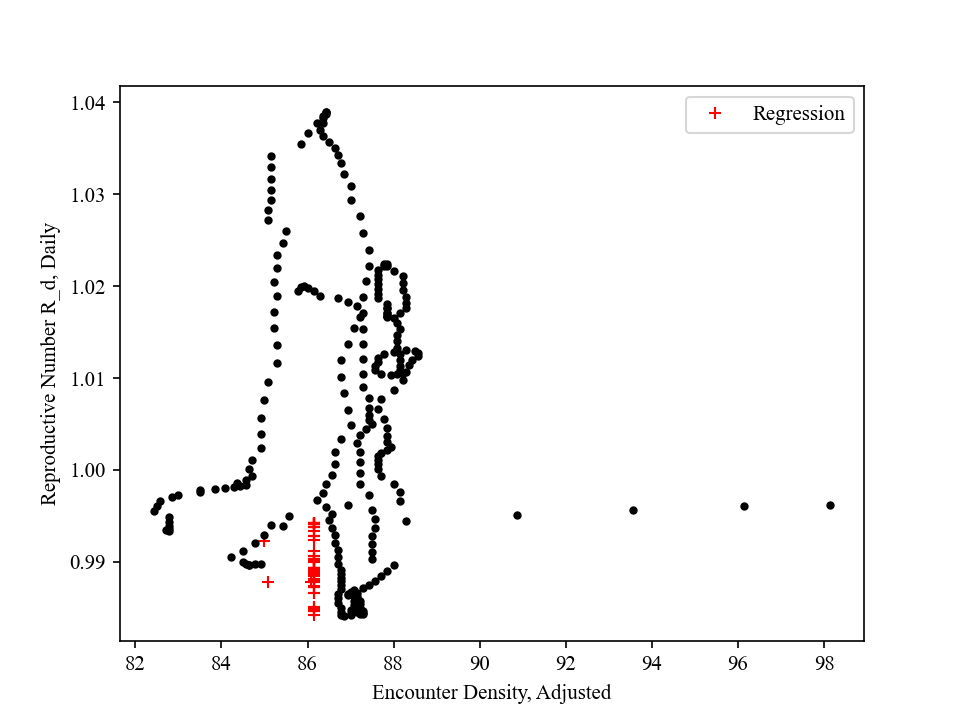 Regression
1.04
1.03
1.02
1.01
1.00
0.99
Reproductive Number R_d, Daily
82 84 86 88 90 92 94 96 98
Encounter Density, Adjusted